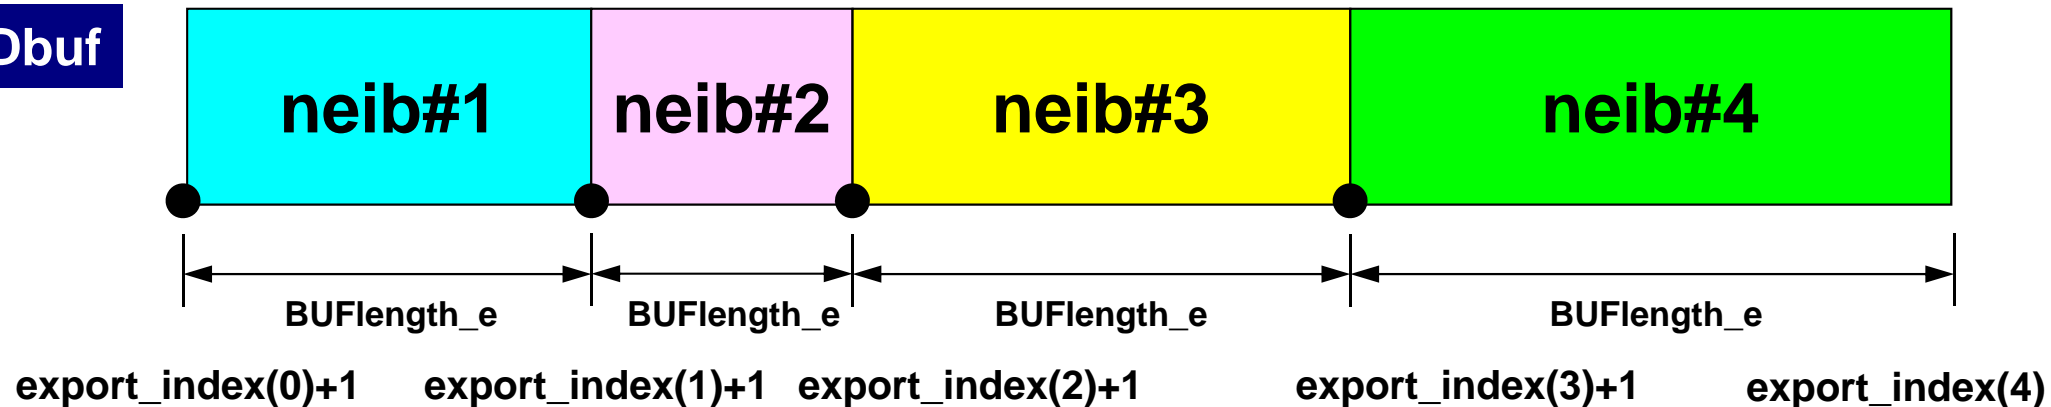 Dbuf
neib#1 neib#2 neib#3 neib#4
BUFlength_e BUFlength_e BUFlength_e BUFlength_e
export_index(0)+1 export_index(1)+1 export_index(2)+1 export_index(3)+1 export_index(4)